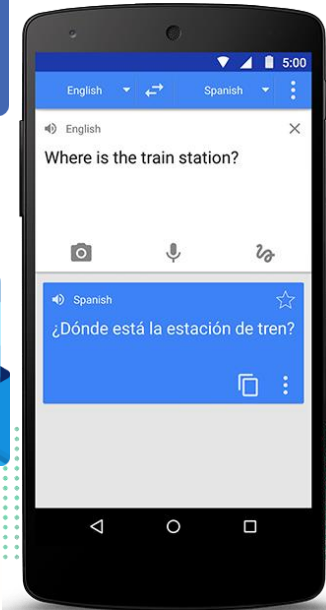 5:00
English Spanish
English
Where is the train station?
Spanish
¿Dónde está la estación de tren?